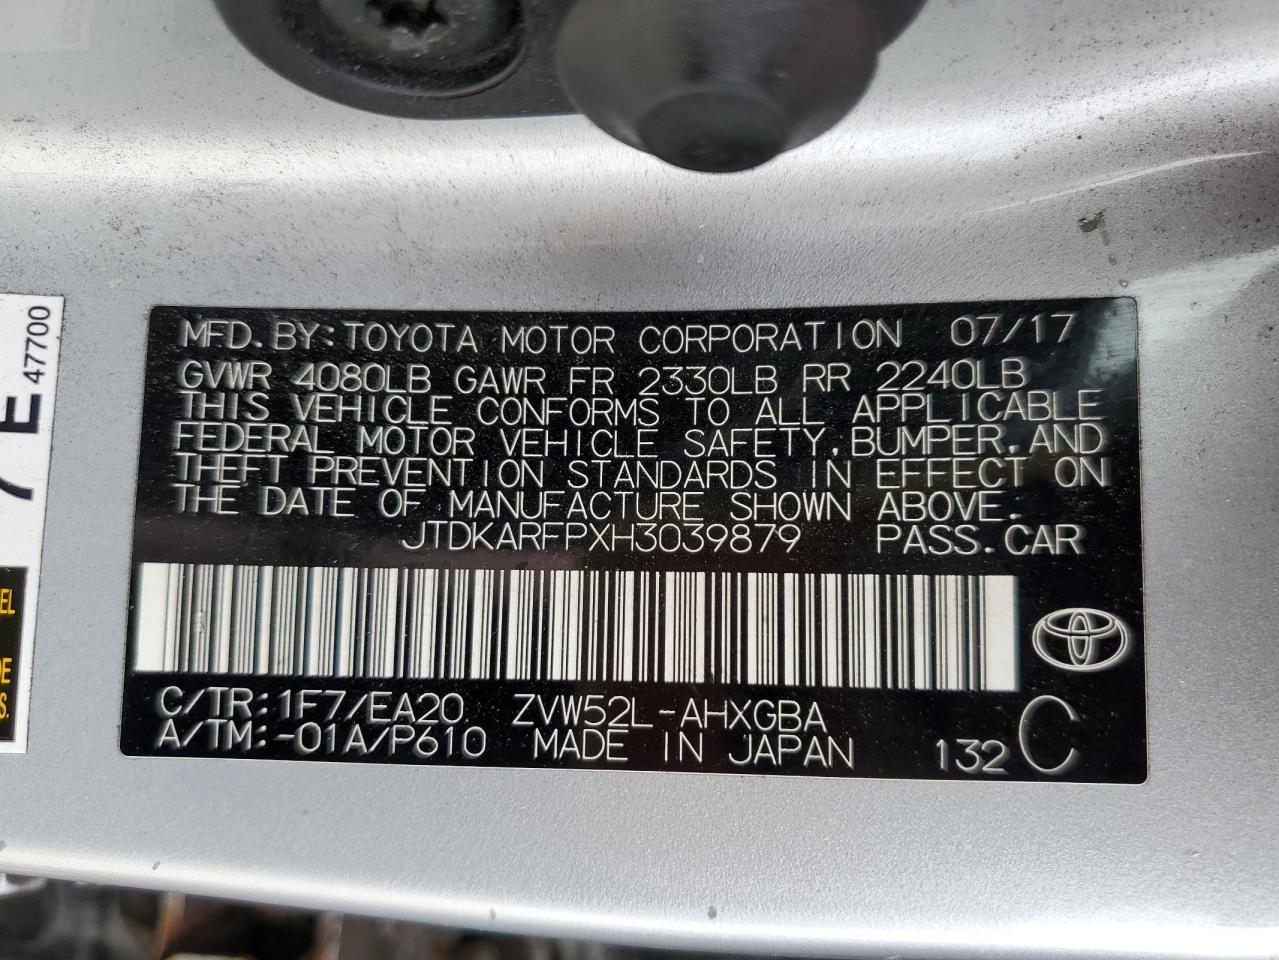 MFD. BY: TOYOTA MOTOR CORPORATION 07/17
GVWR 4080LB GAWR FR 2330LB RR 2240LB
THIS VEHICLE CONFORMS TO ALL APPLICABLE
FEDERAL MOTOR VEHICLE SAFETY, BUMPER, AND
THEFT PREVENTION STANDARDS IN EFFECT ON
THE DATE OF MANUFACTURE SHOWN ABOVE.
JTDKARFPXH3039879 PASS. CAR
C/TR: 1F7/EA20 ZVW52L-AHXGBA
A/TM: -01A/P610 MADE IN JAPAN 132 C
E 47700
EL
DE
S.